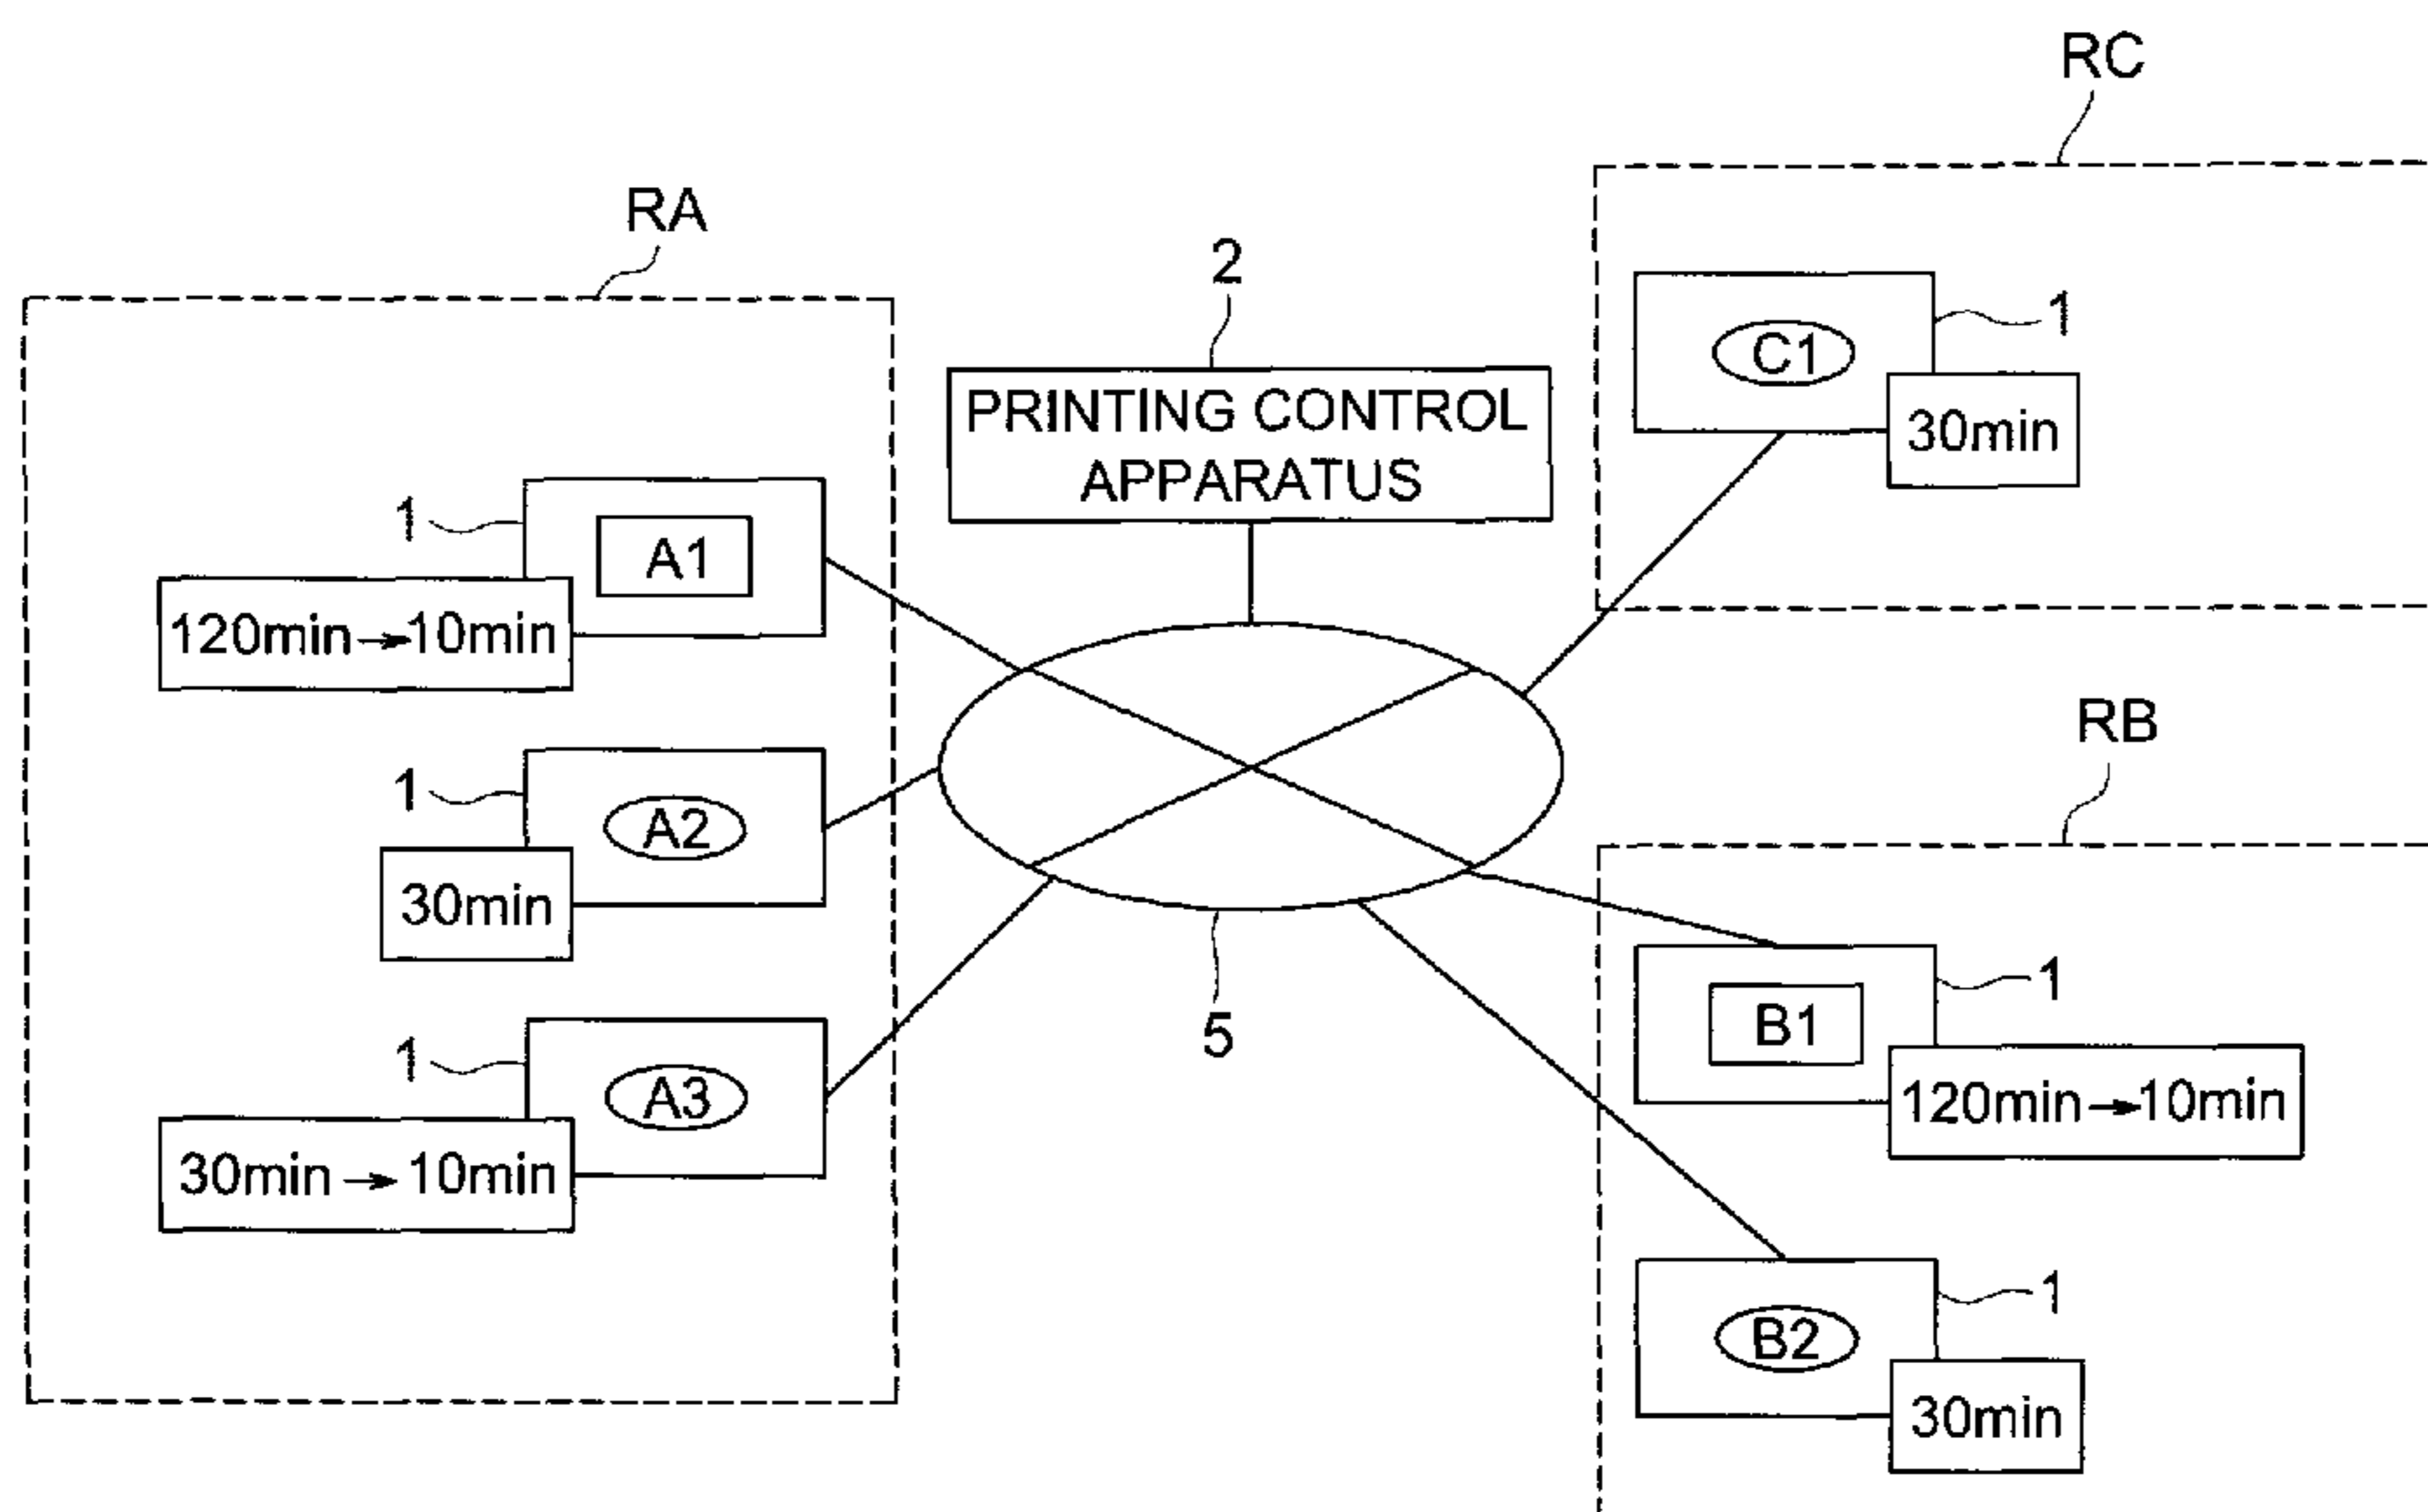 RC
RA
2
PRINTING CONTROL
APPARATUS
C1
1
30min
1
A1
120min→10min
RB
1
A2
30min
5
B1
1
120min→10min
1
A3
30min→10min
B2
1
30min